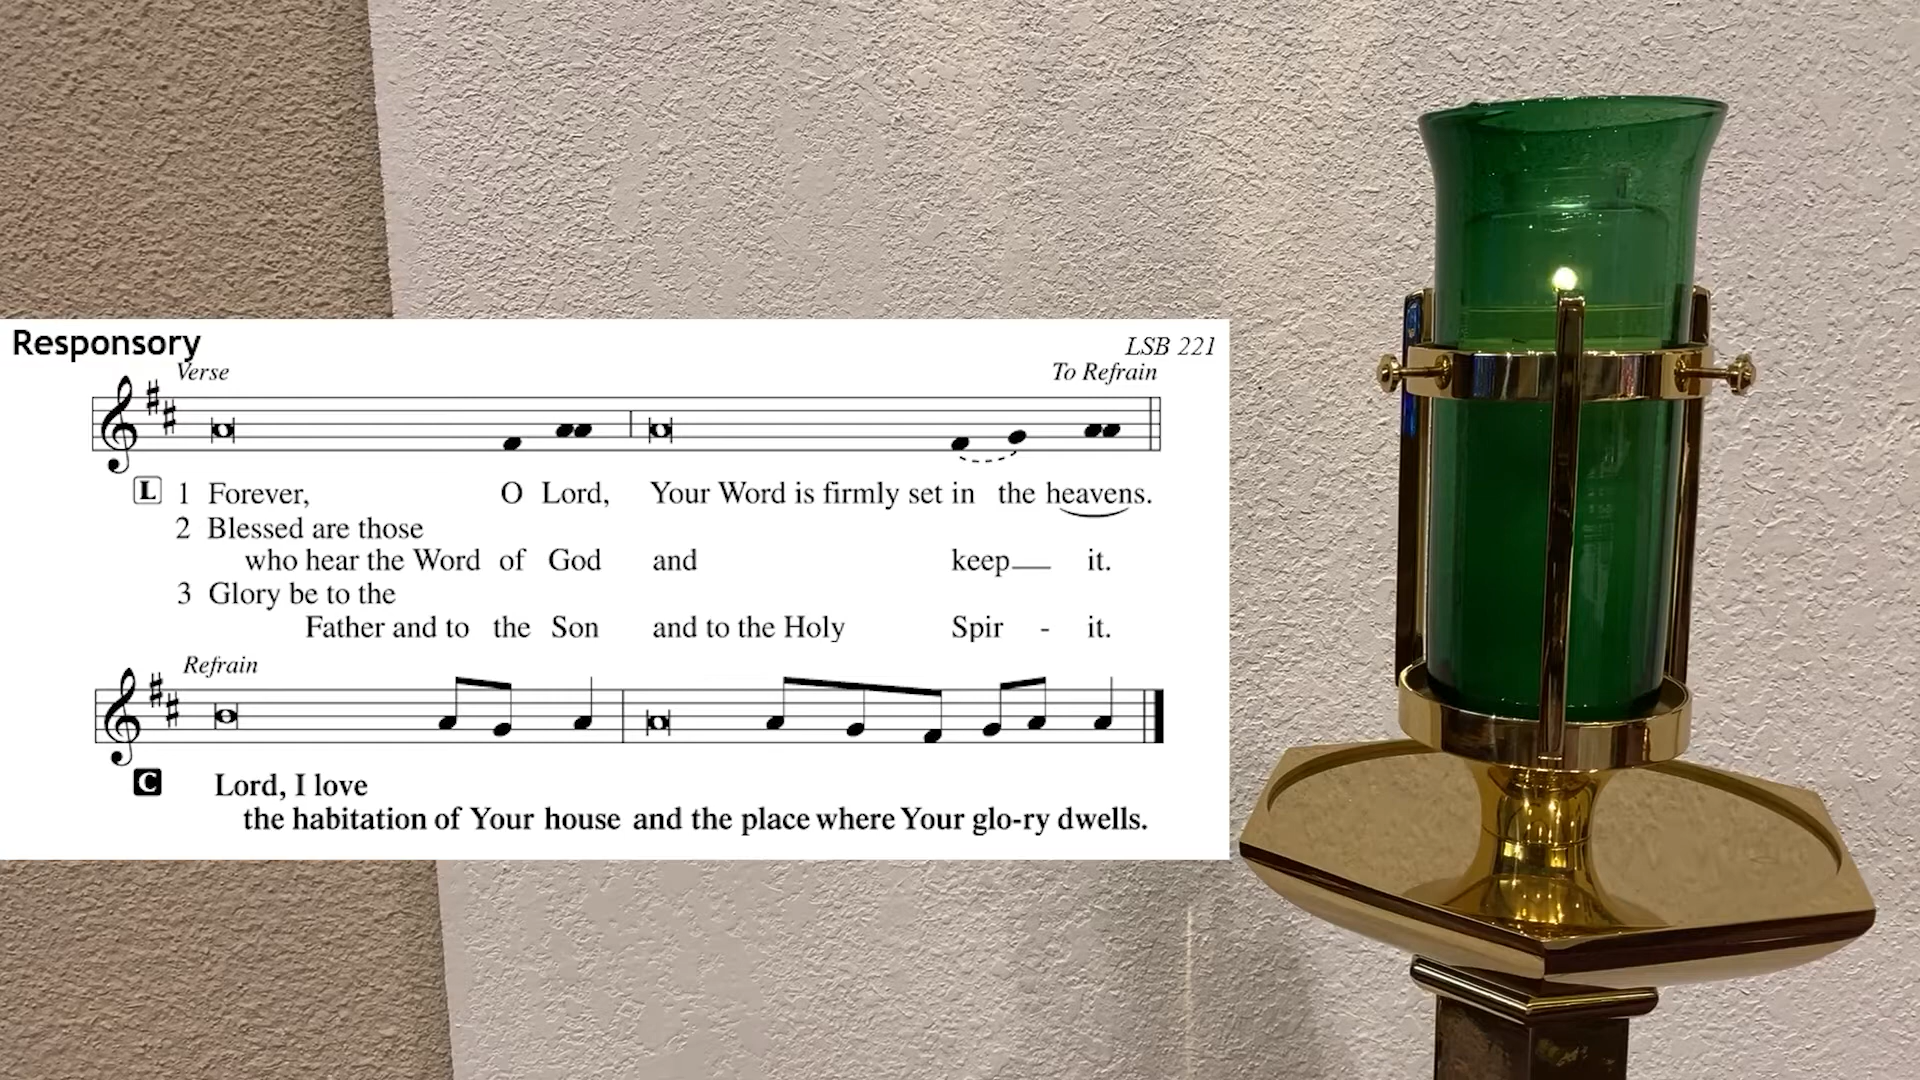 Responsory
LSB 221
Verse
To Refrain
L 1 Forever, O Lord, Your Word is firmly set in the heavens.
2 Blessed are those
who hear the Word of God and keep it.
3 Glory be to the
Father and to the Son and to the Holy Spir - it.
Refrain
C Lord, I love
the habitation of Your house and the place where Your glo-ry dwells.